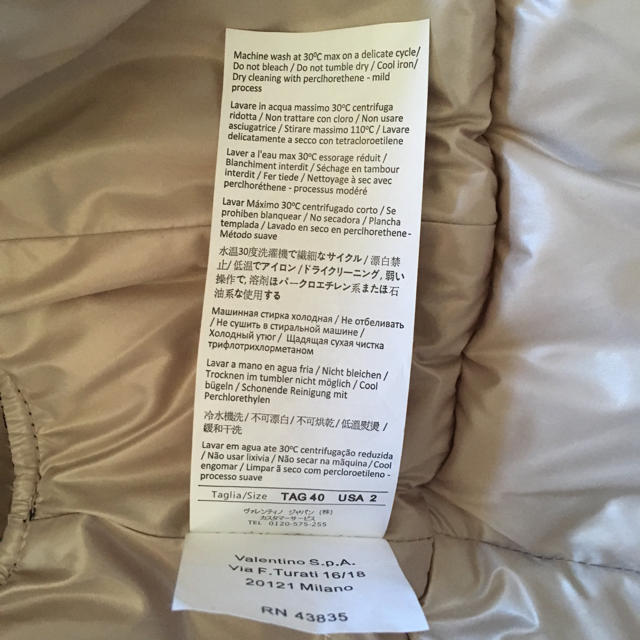 Machine wash at 30ºC max on a delicate cycle/
Do not bleach / Do not tumble dry / Cool iron/
Dry cleaning with perclhorethene - mild
process
Lavare in acqua massimo 30ºC centrifuga
ridotta / Non trattare con cloro / Non usare
asciugatrice / Stirare massimo 110ºC / Lavare
delicatamente a secco con tetracloroetilene
Laver a l'eau max 30ºC essorage réduit /
Blanchiment interdit / Séchage en tambour
interdit / Fer tiede / Nettoyage à sec avec
perclhoréthene - processus modéré
Lavar Máximo 30ºC centrifugado corto / Se
prohiben blanquear / No secadora / Plancha
templada / Lavado en seco en perclhorethene-
Método suave
水温30度洗濯機で繊細なサイクル / 漂白禁
止/ 低温でアイロン / ドライクリーニング, 弱い
操作で, 溶剤はパークロエチレン系または石
油系な使用する
Машинная стирка холодная / Не отбеливать
/ Не сушить в стиральной машине /
Холодный утюг / Щадящая сухая чистка
трифлотрихлорметаном
Lavar a mano en agua fria / Nicht bleichen /
Trocknen im tumbler nicht möglich / Cool
bügeln / Schonende Reinigung mit
Perchlorethylen
冷水機洗 / 不可漂白 / 不可烘乾 / 低溫熨燙 /
緩和干洗
Lavar em agua ate 30ºC centrifugação reduzida
/ Não usar lixivia / Não secar na mãquina / Cool
engomar / Limpar ã seco com percloroetileno -
processo suave
Taglia/Size TAG 40 USA 2
ヴァレンティノ ジャパン (株)
カスタマーサービス
TEL 0120-575-255
Valentino S.p.A.
Via F.Turati 16/18
20121 Milano
RN 43835